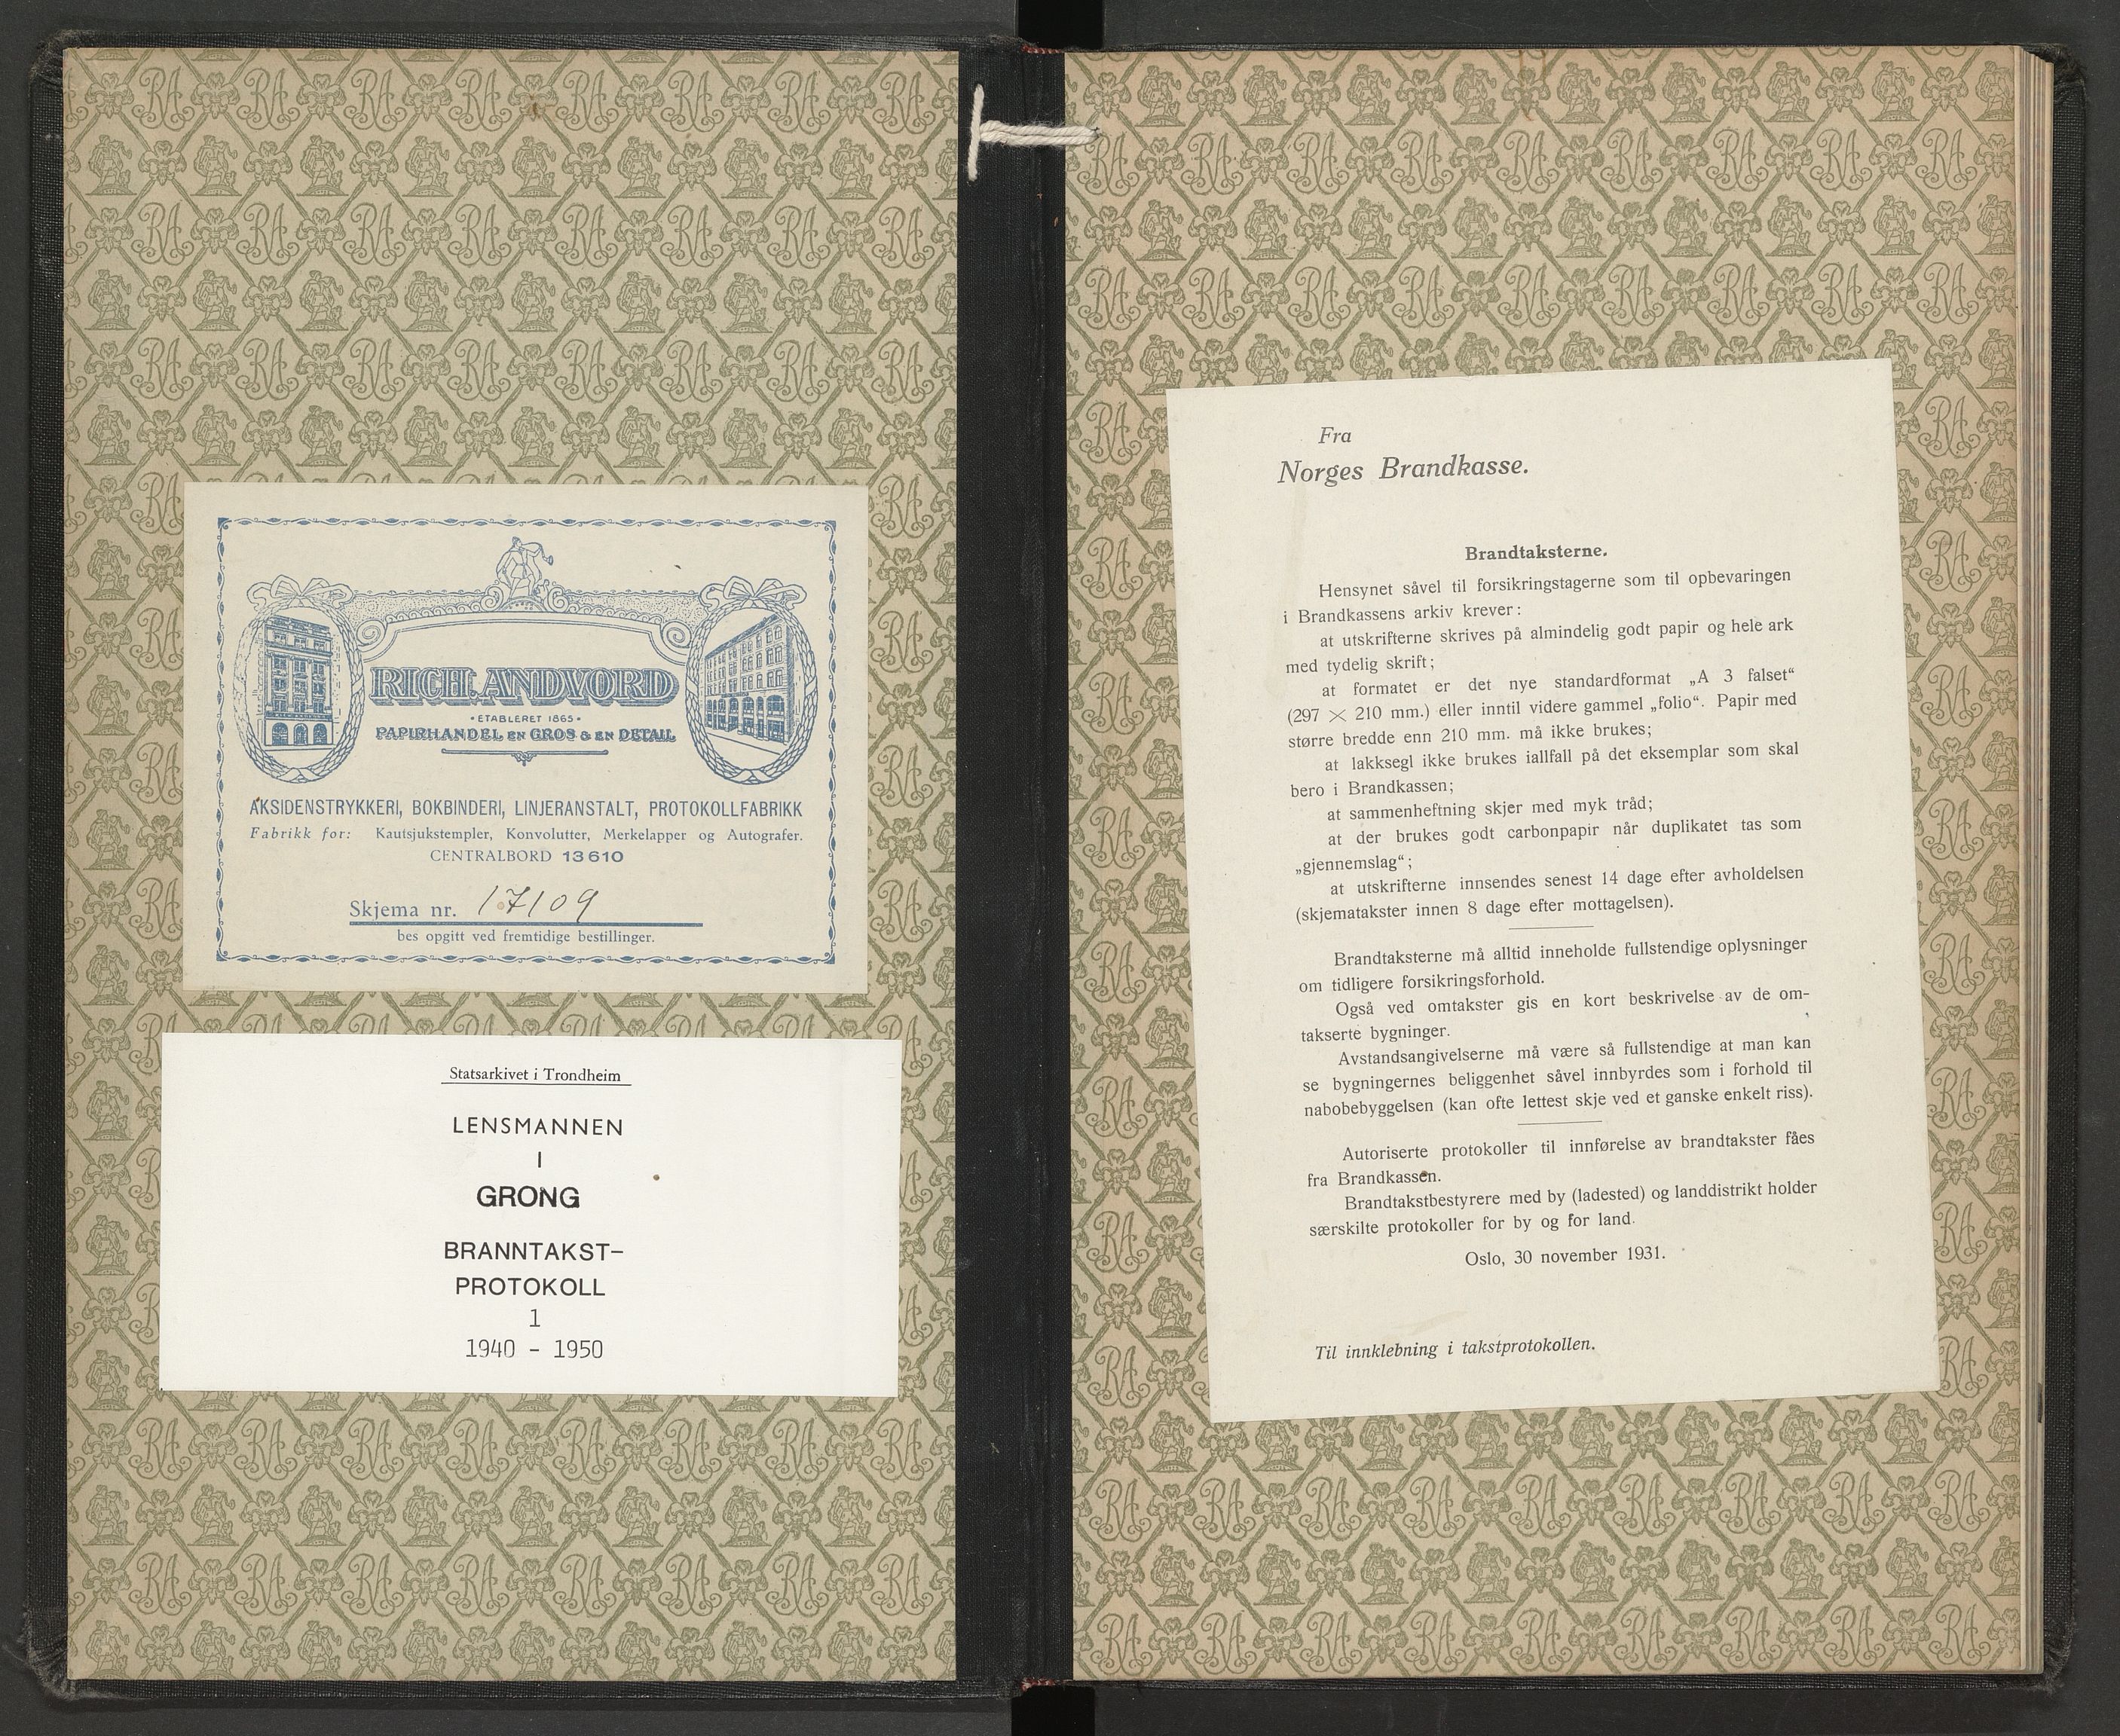 RICH. ANDVORD
• ETABLERET 1865 •
PAPIRHANDEL EN GROS & EN DETAIL
AKSIDENSTRYKKERI, BOKBINDERI, LINJERANSTALT, PROTOKOLLFABRIKK
Fabrikk for: Kautsjukstempler, Konvolutter, Merkelapper og Autografer.
CENTRALBORD 13610
Skjema nr. 17109
bes opgitt ved fremtidige bestillinger.
Statsarkivet i Trondheim
LENSMANNEN
I
GRONG
BRANNTAKST-
PROTOKOLL
1
1940 - 1950
Fra
Norges Brandkasse.
Brandtaksterne.
Hensynet såvel til forsikringstagerne som til opbevaringen
i Brandkassens arkiv krever:
at utskrifterne skrives på almindelig godt papir og hele ark
med tydelig skrift;
at formatet er det nye standardformat „A 3 falset“
(297 × 210 mm.) eller inntil videre gammel „folio“. Papir med
større bredde enn 210 mm. må ikke brukes;
at lakksegl ikke brukes iallfall på det eksemplar som skal
bero i Brandkassen;
at sammenheftning skjer med myk tråd;
at der brukes godt carbonpapir når duplikatet tas som
„gjennemslag“;
at utskrifterne innsendes senest 14 dage efter avholdelsen
(skjematakster innen 8 dage efter mottagelsen).
Brandtaksterne må alltid inneholde fullstendige oplysninger
om tidligere forsikringsforhold.
Også ved omtakster gis en kort beskrivelse av de om-
takserte bygninger.
Avstandsangivelserne må være så fullstendige at man kan
se bygningernes beliggenhet såvel innbyrdes som i forhold til
nabobebyggelsen (kan ofte lettest skje ved et ganske enkelt riss).
Autoriserte protokoller til innførelse av brandtakster fåes
fra Brandkassen.
Brandtakstbestyrere med by (ladested) og landdistrikt holder
særskilte protokoller for by og for land.
Oslo, 30 november 1931.
Til innklebning i takstprotokollen.